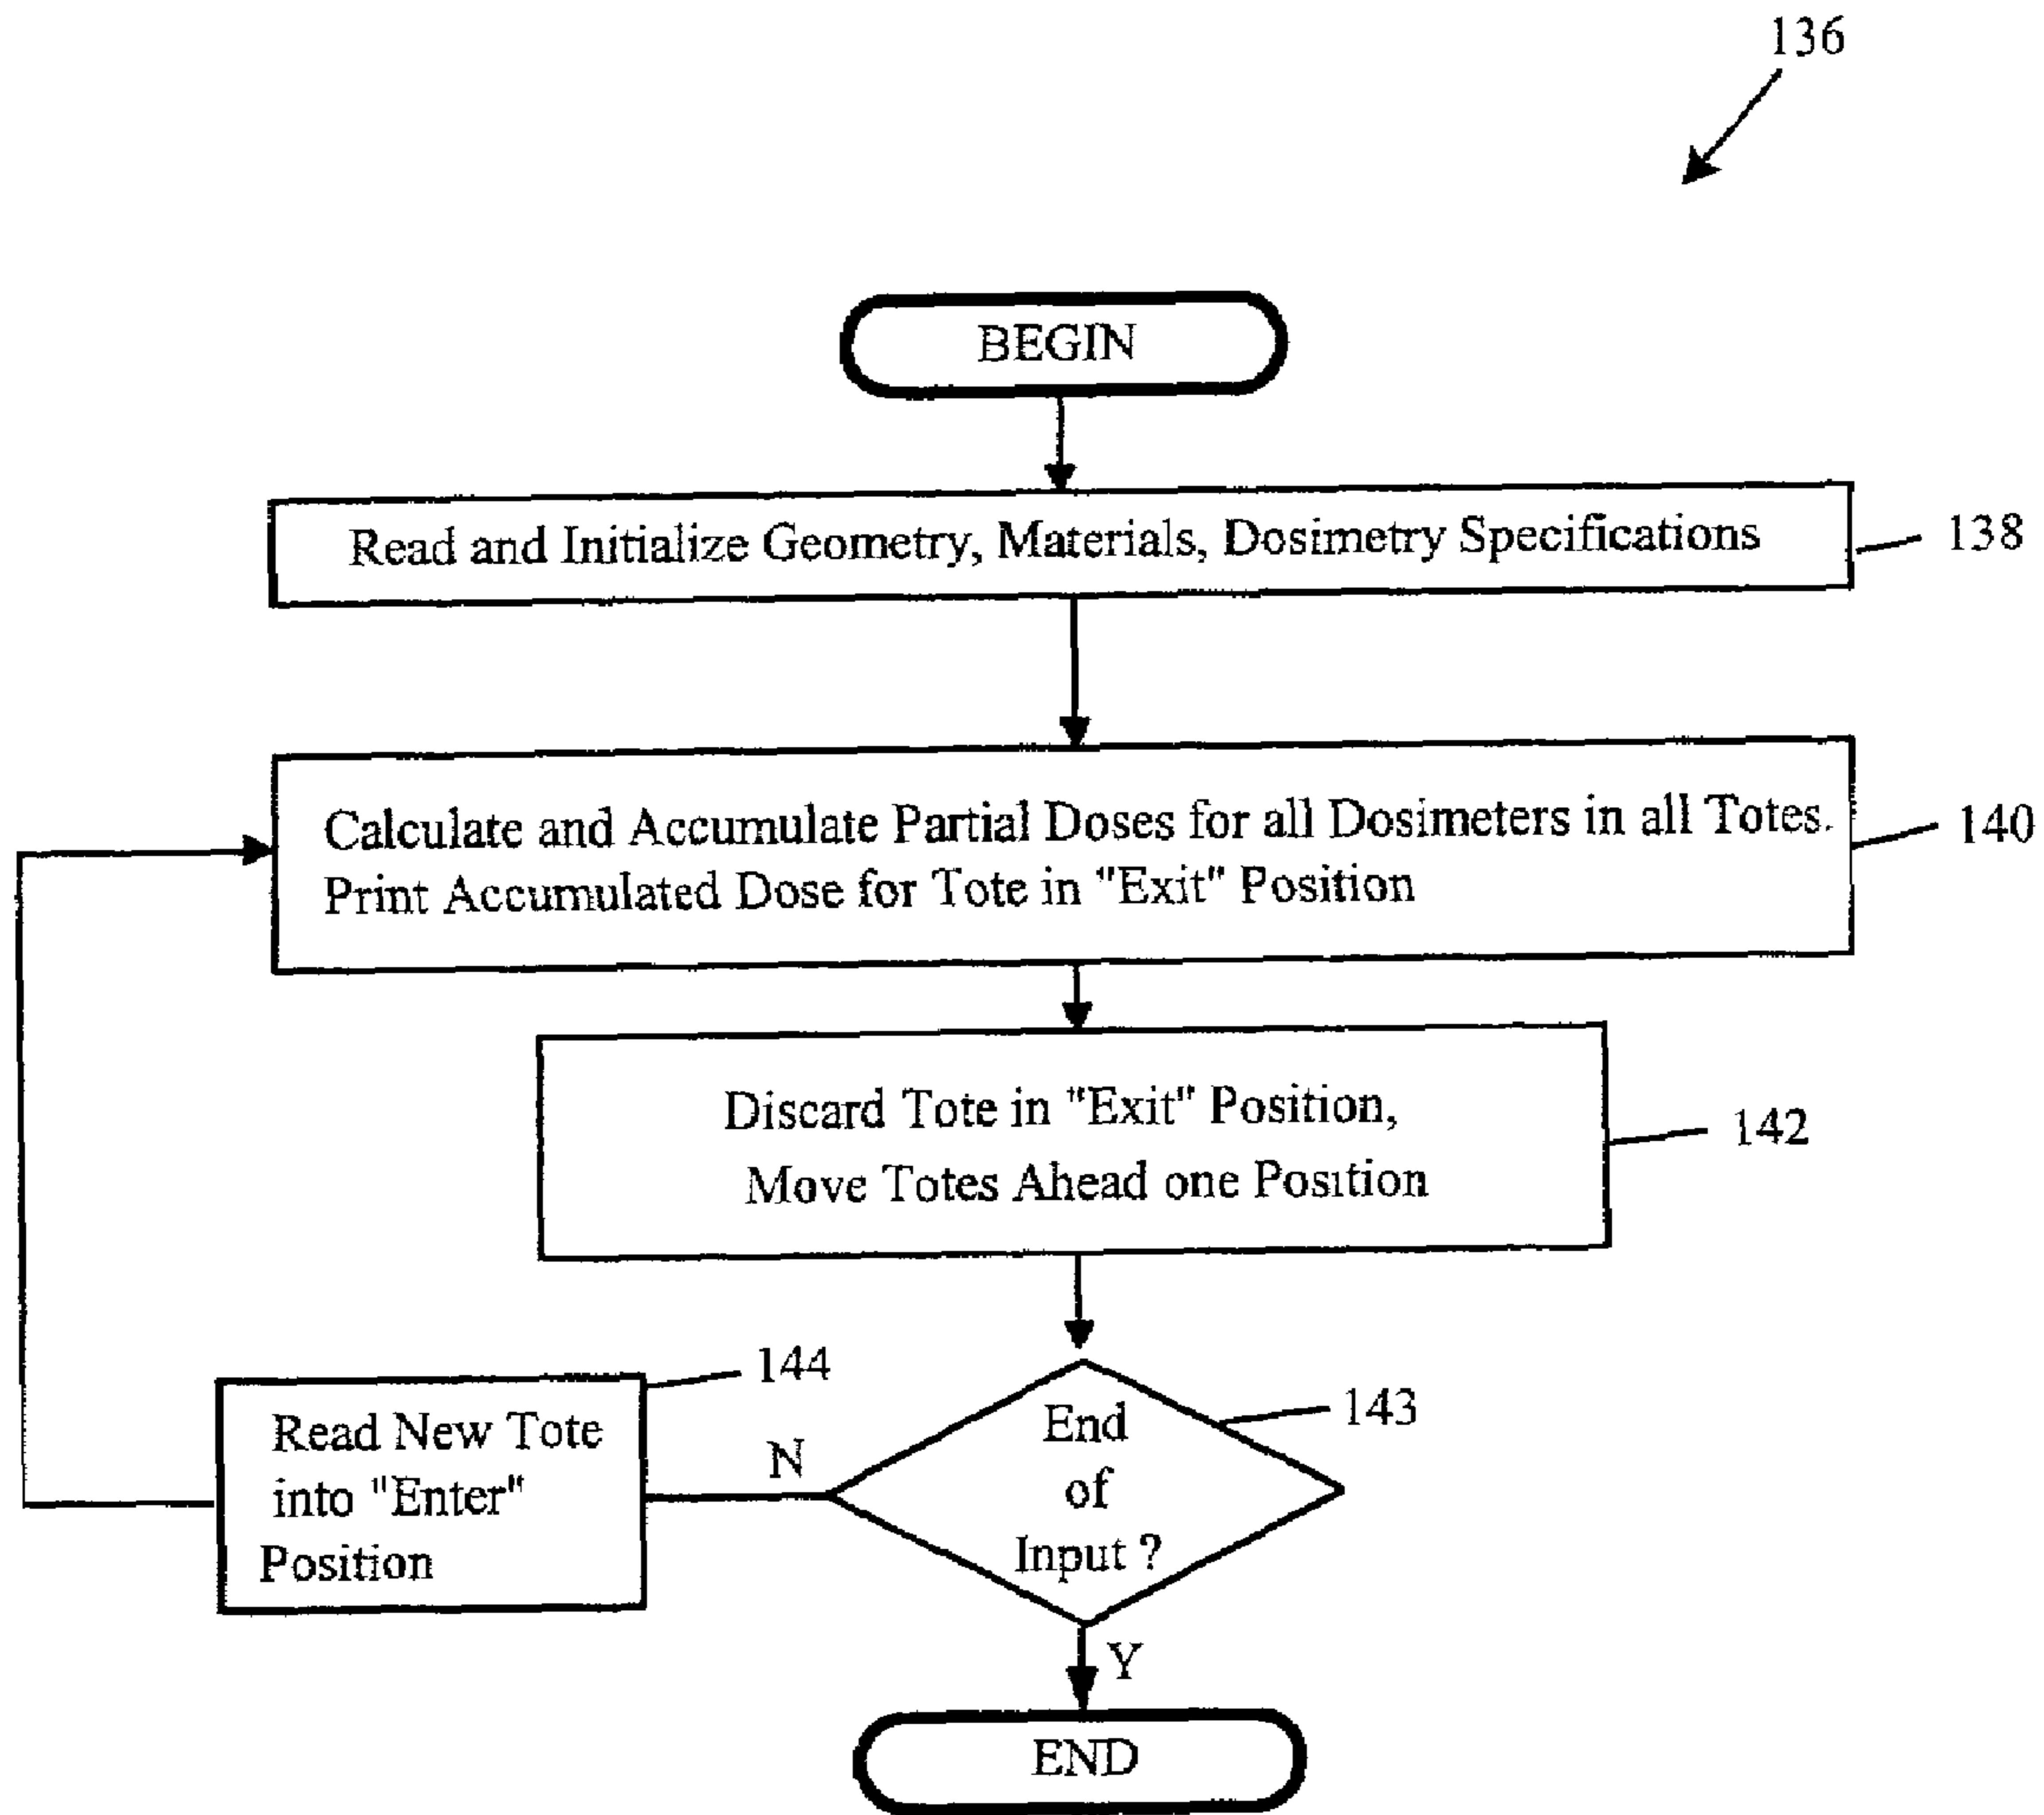 136
BEGIN
Read and Initialize Geometry, Materials, Dosimetry Specifications
138
Calculate and Accumulate Partial Doses for all Dosimeters in all Totes.
Print Accumulated Dose for Tote in "Exit" Position
140
Discard Tote in "Exit" Position,
Move Totes Ahead one Position
142
144
Read New Tote
into "Enter"
Position
N
End
of
Input ?
143
Y
END